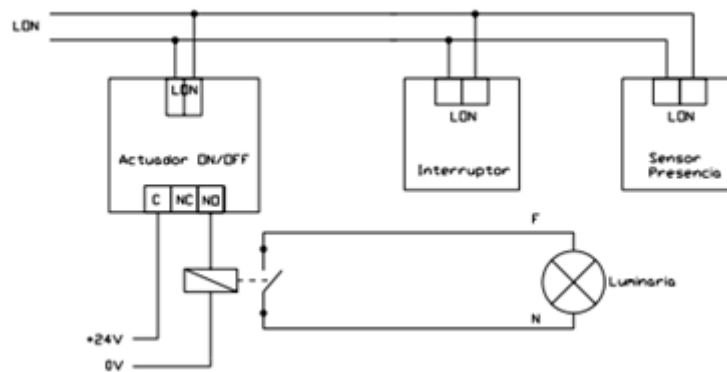 LON
LON
Actuador ON/OFF
C NC NO
LON
Interruptor
LON
Sensor
Presencia
F
Luminaria
N
+24V
0V